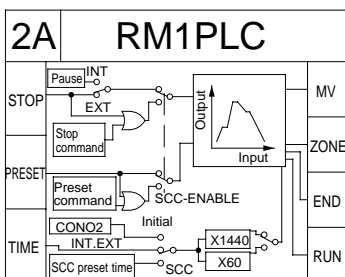 2A RM1PLC
Pause INT
STOP
EXT
Stop
command
Output
Input
MV
ZONE
PRESET
Preset
command
SCC-ENABLE
END
CONO2
Initial
TIME
INT.EXT
X1440
X60
RUN
SCC preset time
SCC